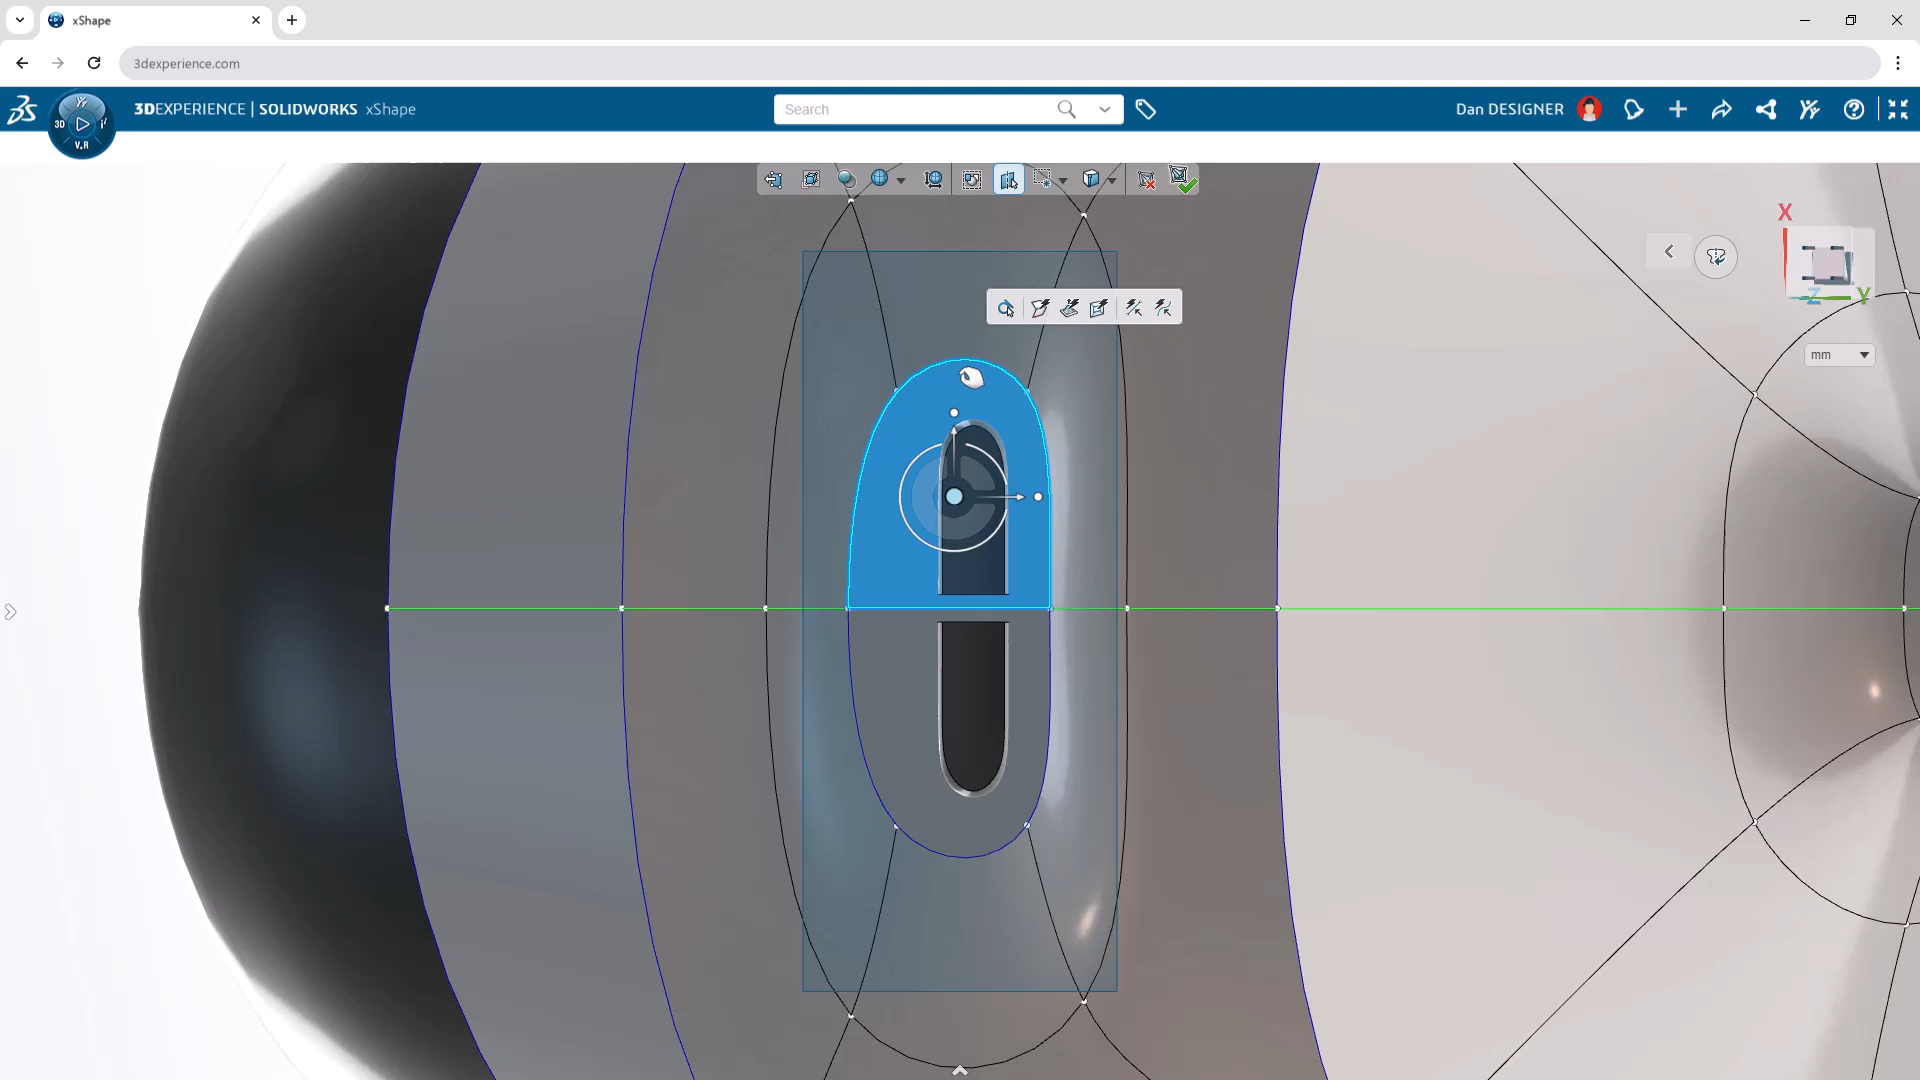 xShape
3dexperience.com
3DEXPERIENCE | SOLIDWORKS xShape
Search
Dan DESIGNER
3D
V.R
X
Z
Y
mm